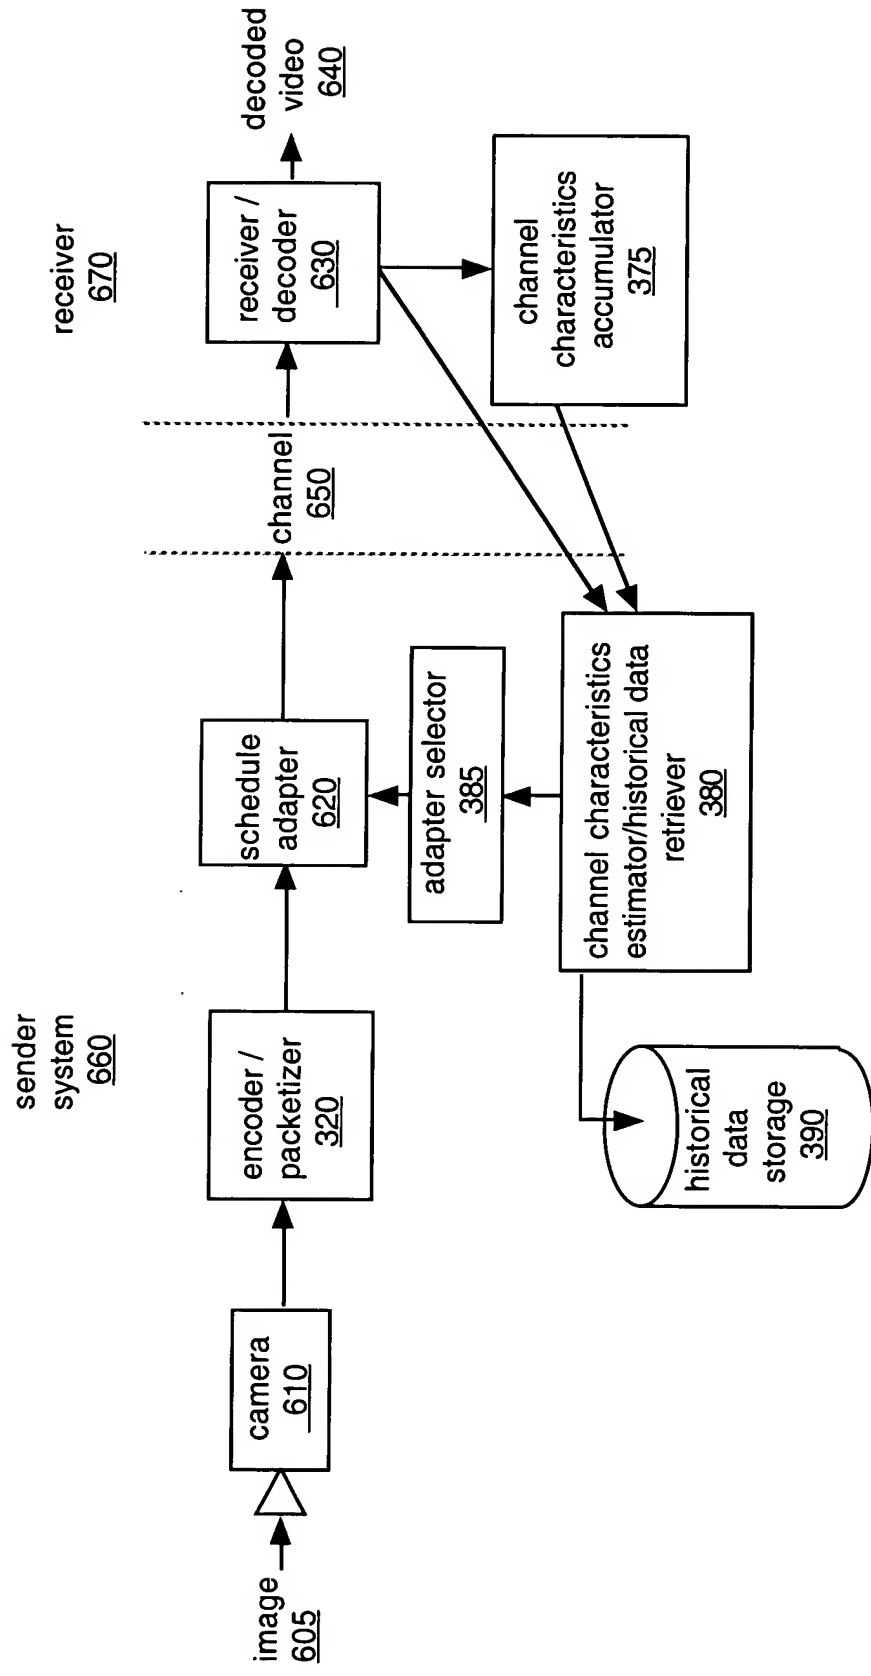 sender
system
660
receiver
670
image
605
camera
610
encoder /
packetizer
320
schedule
adapter
620
channel
650
receiver /
decoder
630
decoded
video
640
adapter selector
385
channel
characteristics
accumulator
375
channel characteristics
estimator/historical data
retriever
380
historical
data
storage
390